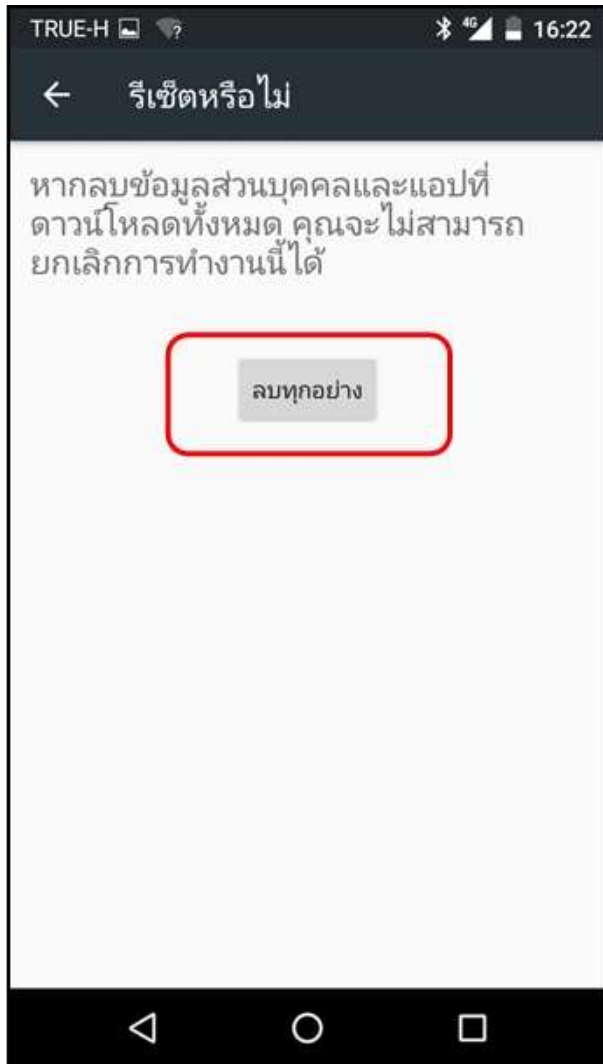 TRUE-H 4G 16:22
รีเซ็ตหรือไม่
หากลบข้อมูลส่วนบุคคลและแอปที่
ดาวน์โหลดทั้งหมด คุณจะไม่สามารถ
ยกเลิกการทำงานนี้ได้
ลบทุกอย่าง